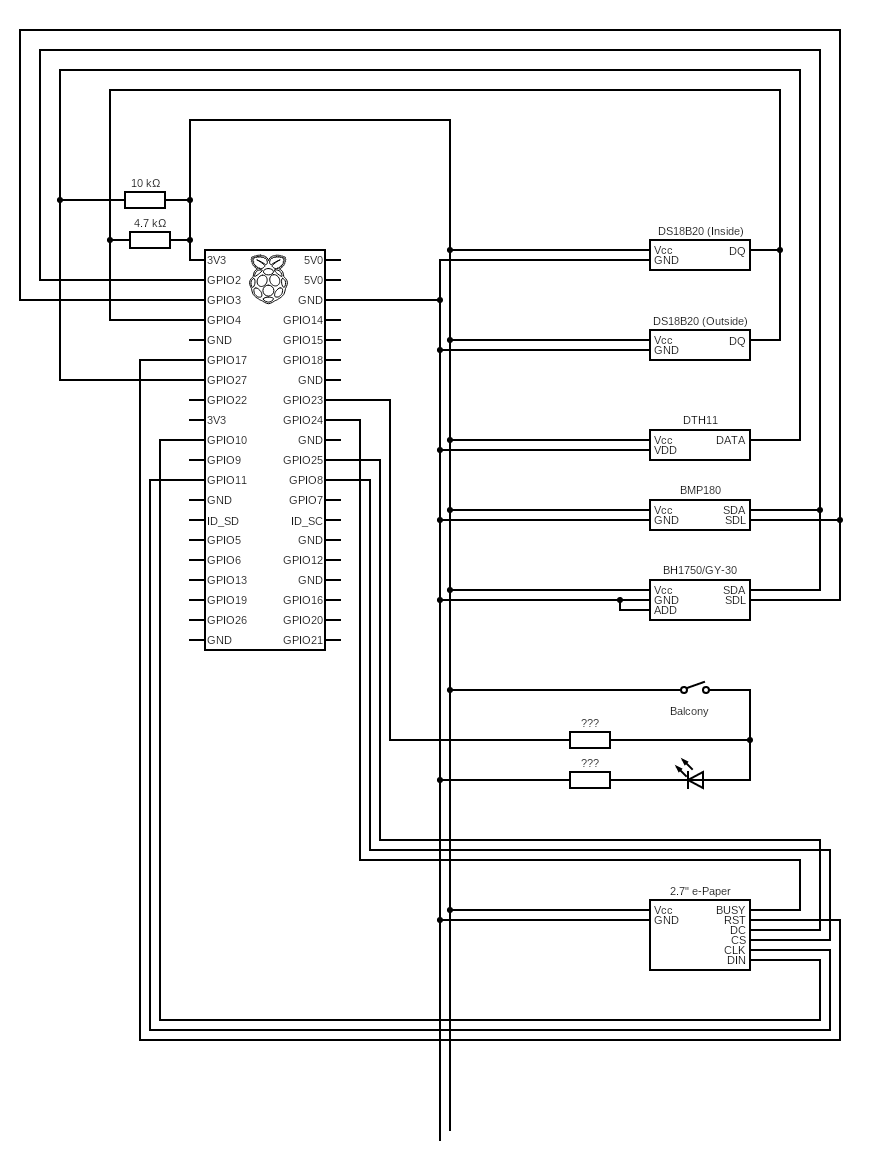 10 kΩ
4.7 kΩ
3V3 5V0
GPIO2 5V0
GPIO3 GND
GPIO4 GPIO14
GND GPIO15
GPIO17 GPIO18
GPIO27 GND
GPIO22 GPIO23
3V3 GPIO24
GPIO10 GND
GPIO9 GPIO25
GPIO11 GPIO8
GND GPIO7
ID_SD ID_SC
GPIO5 GND
GPIO6 GPIO12
GPIO13 GND
GPIO19 GPIO16
GPIO26 GPIO20
GND GPIO21
DS18B20 (Inside)
Vcc DQ
GND
DS18B20 (Outside)
Vcc DQ
GND
DTH11
Vcc DATA
VDD
BMP180
Vcc SDA
GND SDL
BH1750/GY-30
Vcc SDA
GND SDL
ADD
Balcony
???
???
2.7" e-Paper
Vcc BUSY
GND RST
DC
CS
CLK
DIN